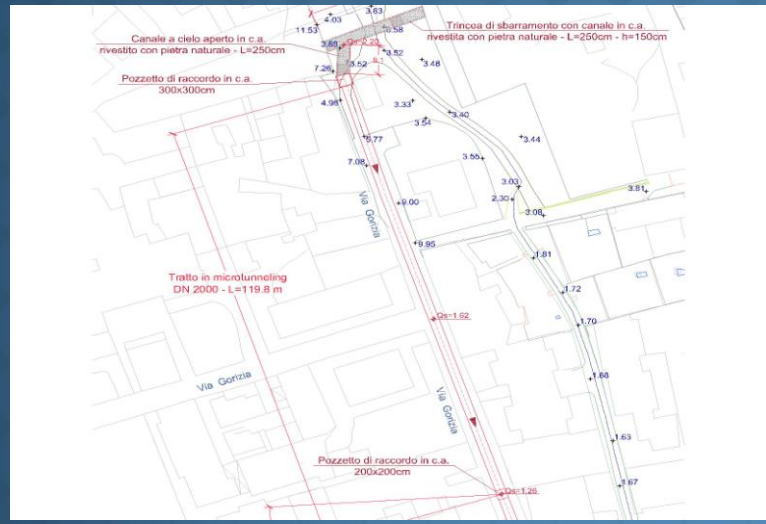 3.63
4.03
11.53
Canale a cielo aperto in c.a.
rivestito con pietra naturale - L=250cm
6.58
Trincea di sbarramento con canale in c.a.
rivestita con pietra naturale - L=250cm - h=150cm
3.52
3.52
3.48
7.26
Pozzetto di raccordo in c.a.
300x300cm
4.96
3.33
3.40
3.54
3.44
5.77
7.08
3.55
3.03
2.30
3.81
3.08
9.00
Via Gorizia
9.95
1.81
Tratto in microtunneling
DN 2000 - L=119.8 m
1.72
Qs=1.62
1.70
Via Gorizia
1.68
Via Gorizia
1.63
Pozzetto di raccordo in c.a.
200x200cm
1.67
Qs=1.26